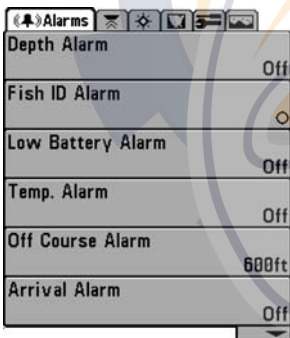 Alarms
Depth Alarm
Off
Fish ID Alarm
Low Battery Alarm
Off
Temp. Alarm
Off
Off Course Alarm
600ft
Arrival Alarm
Off